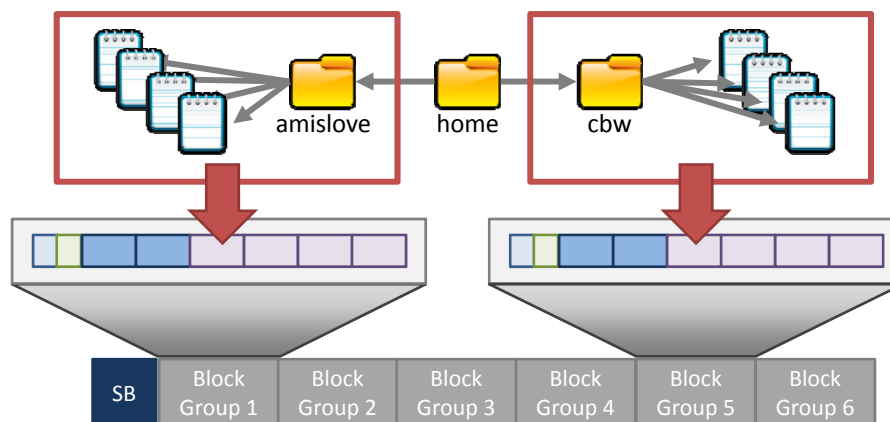 amislove
home
cbw
SB
Block
Group 1
Block
Group 2
Block
Group 3
Block
Group 4
Block
Group 5
Block
Group 6